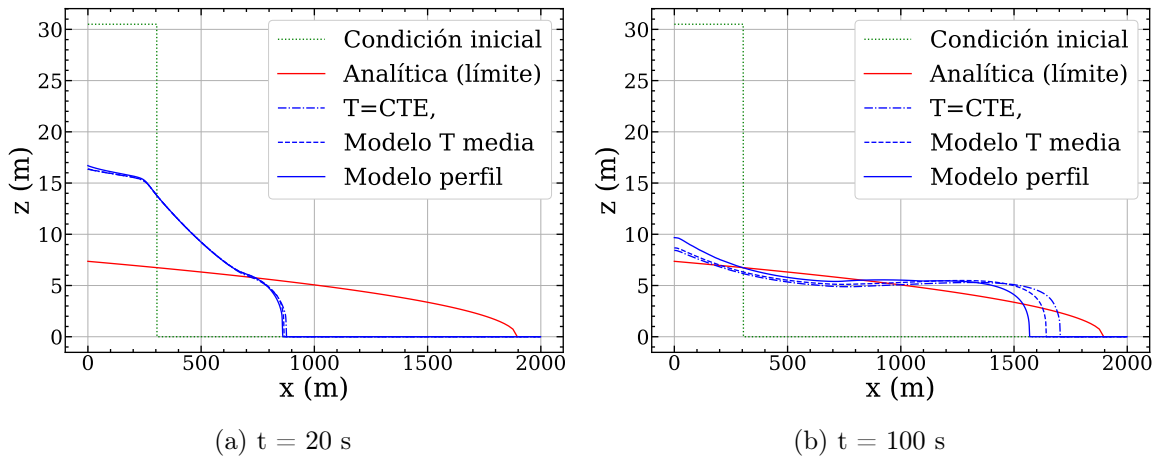 30
25
20
15
10
5
0
z (m)
Condición inicial
Analítica (límite)
T=CTE,
Modelo T media
Modelo perfil
0 500 1000 1500 2000
x (m)
(a) t = 20 s
30
25
20
15
10
5
0
z (m)
Condición inicial
Analítica (límite)
T=CTE,
Modelo T media
Modelo perfil
0 500 1000 1500 2000
x (m)
(b) t = 100 s